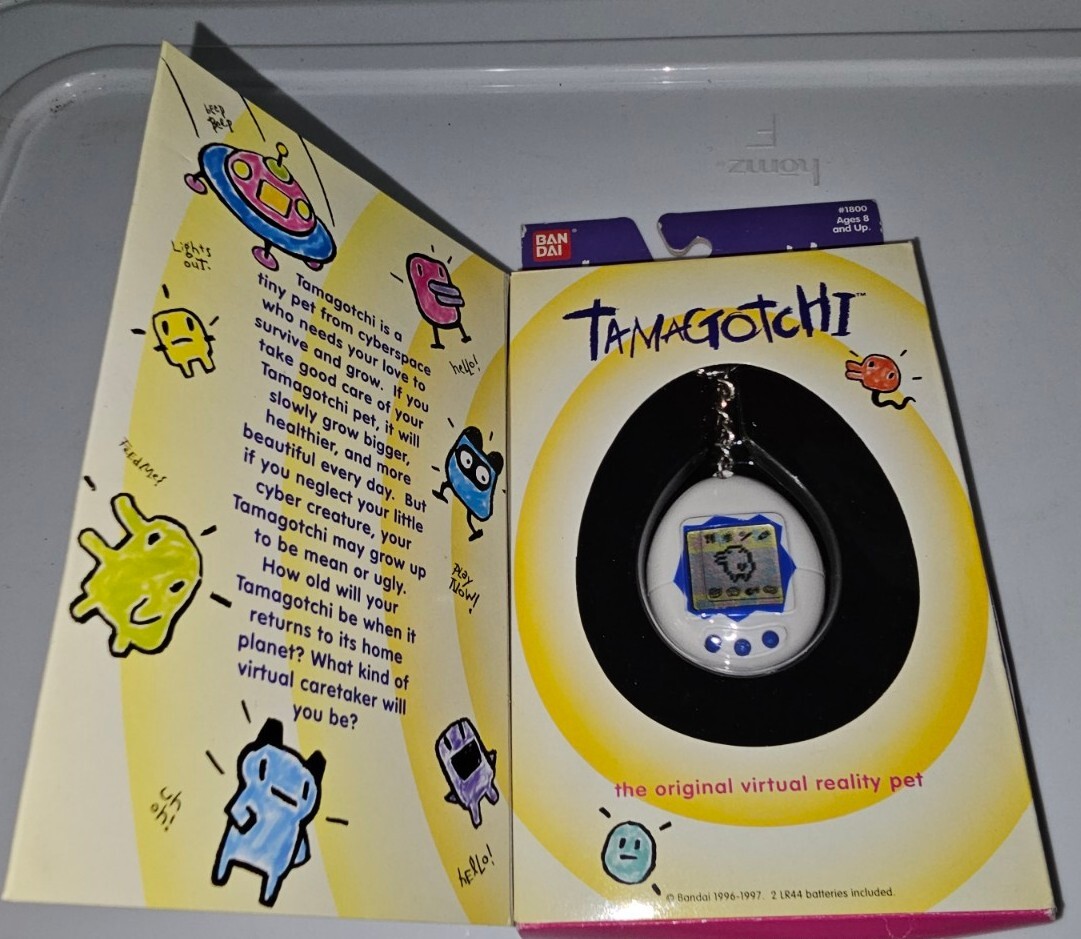 homz
F
beep
Beep
Lights
out.
Tamagotchi is a
tiny pet from cyberspace
who needs your love to
survive and grow. If you
take good care of your
Tamagotchi pet, it will
slowly grow bigger,
healthier, and more
beautiful every day. But
if you neglect your little
cyber creature, your
Tamagotchi may grow up
to be mean or ugly.
How old will your
Tamagotchi be when it
returns to its home
planet? What kind of
virtual caretaker will
you be?
hello!
Feed Me!
Play
Now!
Uh
oh!
hello!
BAN
DAI
#1800
Ages 8
and Up.
TAMAGOTCHI™
the original virtual reality pet
© Bandai 1996-1997. 2 LR44 batteries included.